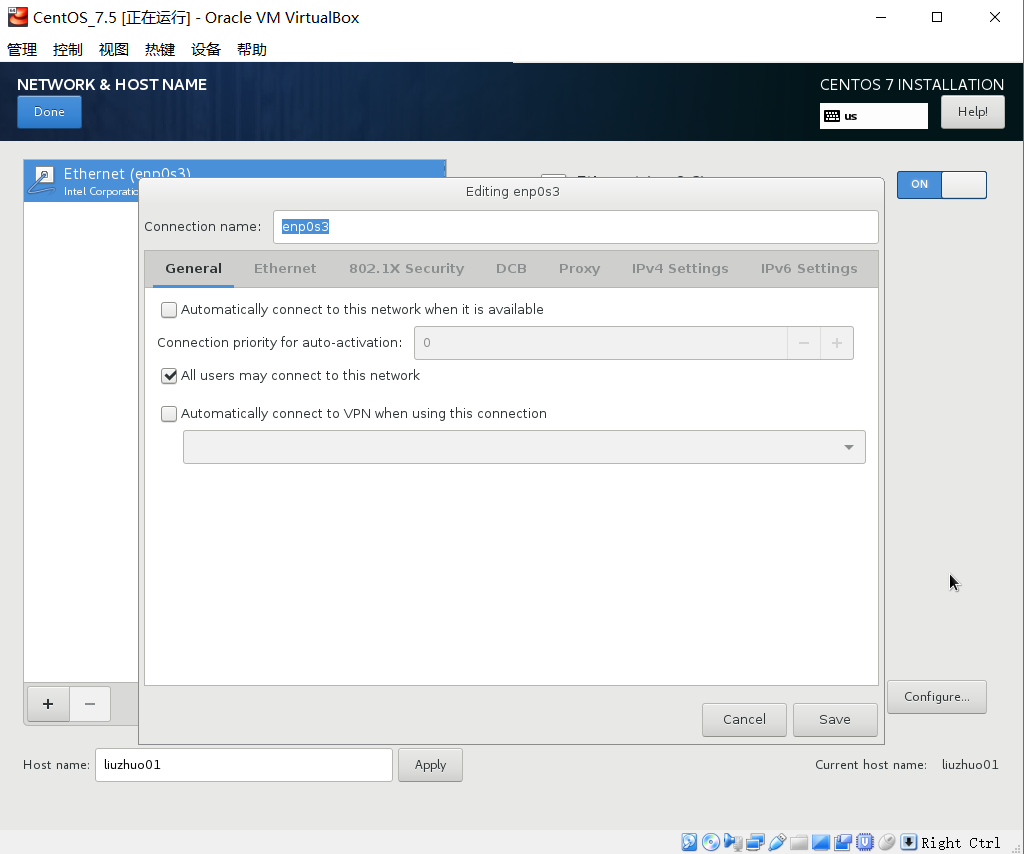 CentOS_7.5 [正在运行] - Oracle VM VirtualBox
管理 控制 视图 热键 设备 帮助
NETWORK & HOST NAME
CENTOS 7 INSTALLATION
Done
us
Help!
Ethernet (enp0s3)
Intel Corporatio
ON
Editing enp0s3
Connection name: enp0s3
General Ethernet 802.1X Security DCB Proxy IPv4 Settings IPv6 Settings
Automatically connect to this network when it is available
Connection priority for auto-activation: 0 − +
All users may connect to this network
Automatically connect to VPN when using this connection
Cancel Save
+ −
Configure...
Host name: liuzhuo01 Apply
Current host name: liuzhuo01
Right Ctrl